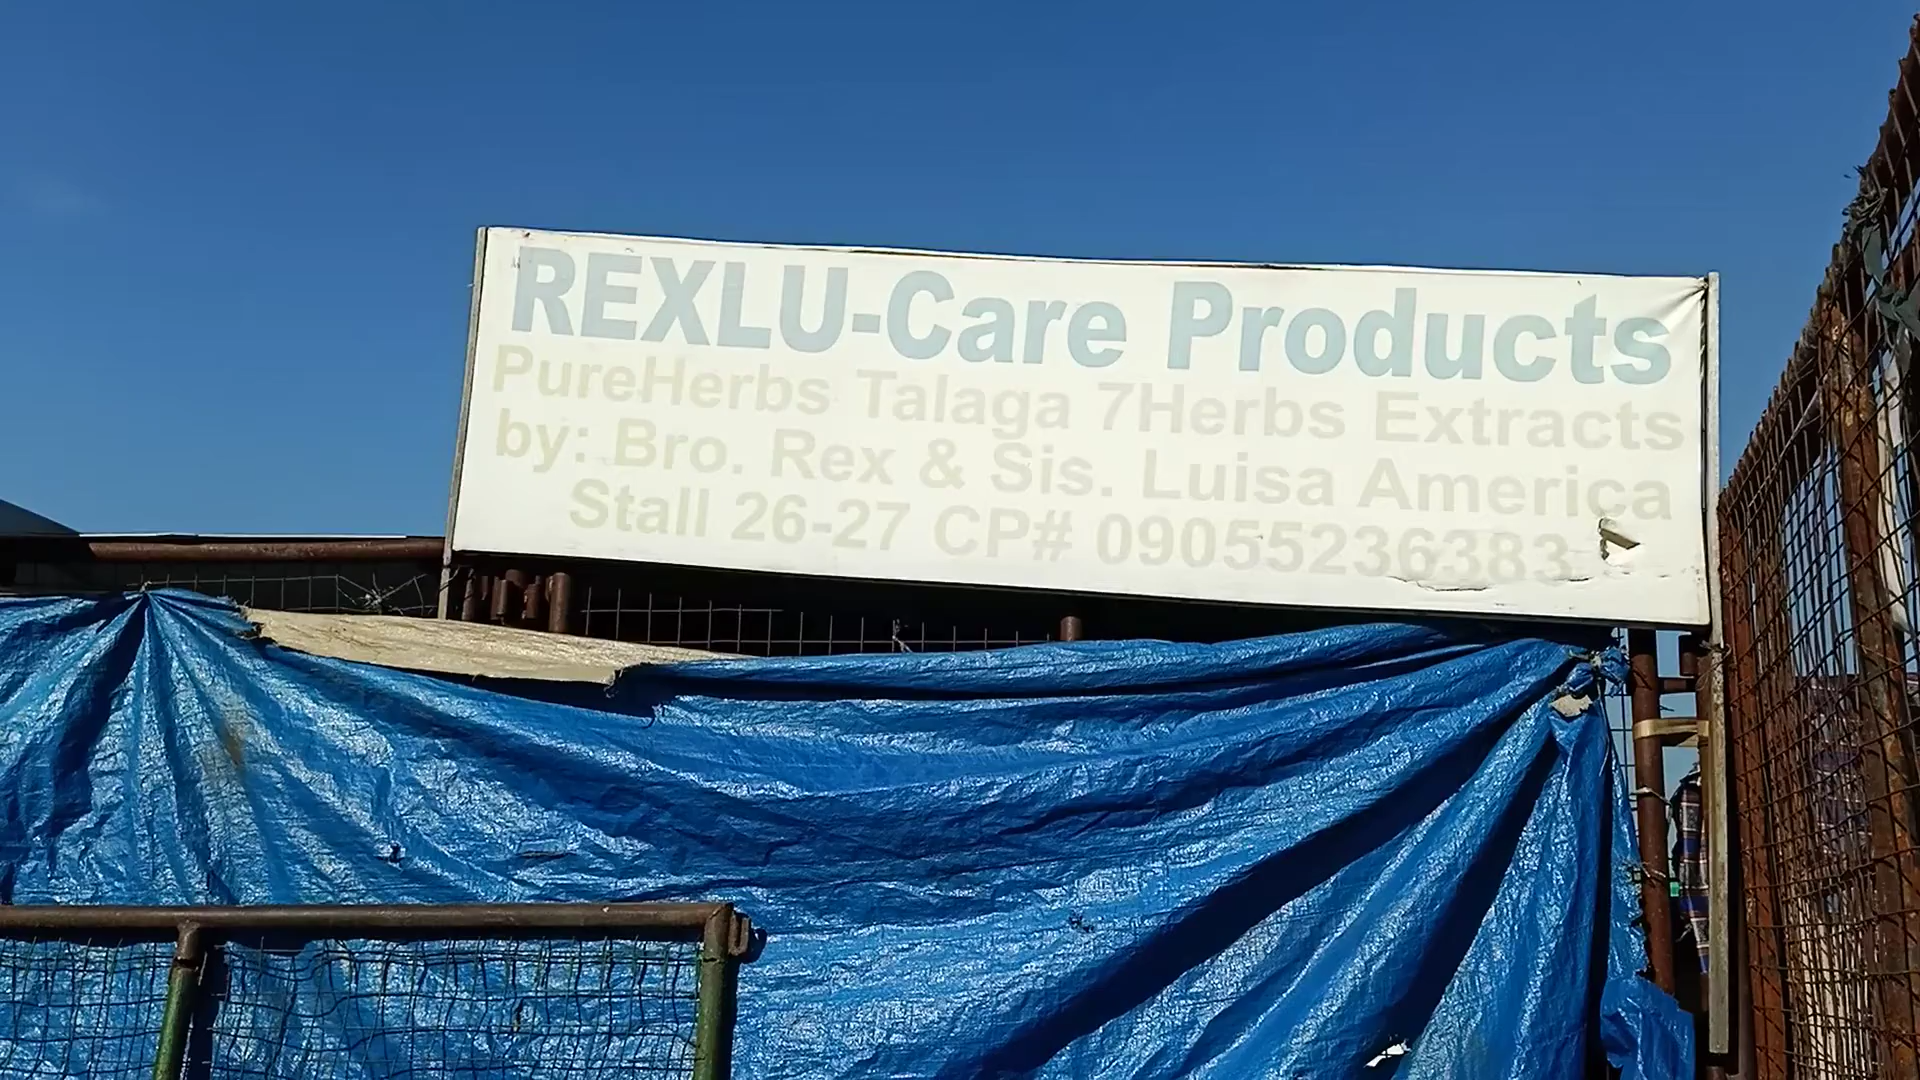 REXLU-Care Products
PureHerbs Talaga 7Herbs Extracts
by: Bro. Rex & Sis. Luisa America
Stall 26-27 CP# 09055236383